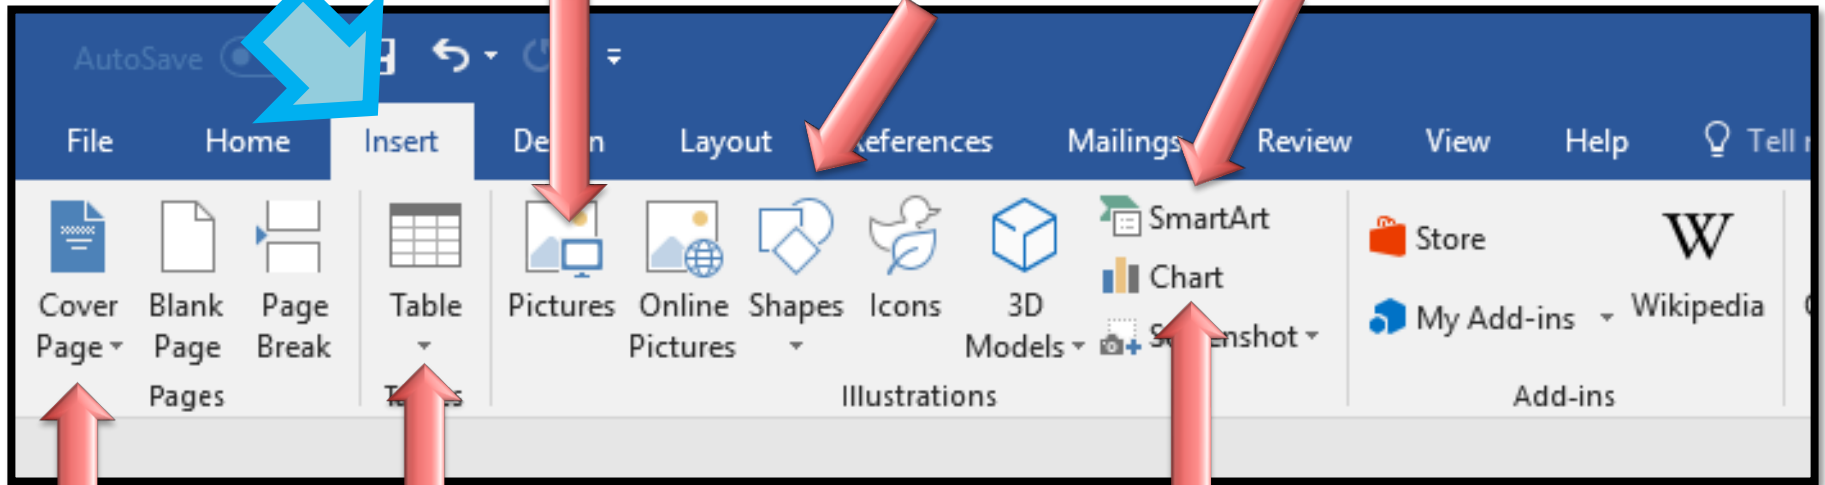 AutoSave
File Home Insert Layout Mailings Review View Help Tell
SmartArt
Store
Chart
Cover Blank Page Table Pictures Online Shapes Icons 3D Wikipedia
My Add-ins
Page Page Break Pictures Models
Pages Illustrations Add-ins